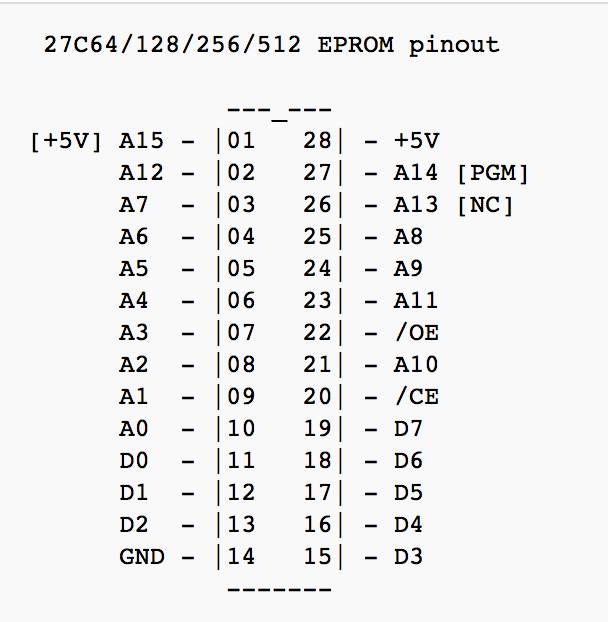 27C64/128/256/512 EPROM pinout
---_---
[+5V] A15 - |01 28| - +5V
A12 - |02 27| - A14 [PGM]
A7 - |03 26| - A13 [NC]
A6 - |04 25| - A8
A5 - |05 24| - A9
A4 - |06 23| - A11
A3 - |07 22| - /OE
A2 - |08 21| - A10
A1 - |09 20| - /CE
A0 - |10 19| - D7
D0 - |11 18| - D6
D1 - |12 17| - D5
D2 - |13 16| - D4
GND - |14 15| - D3
-------